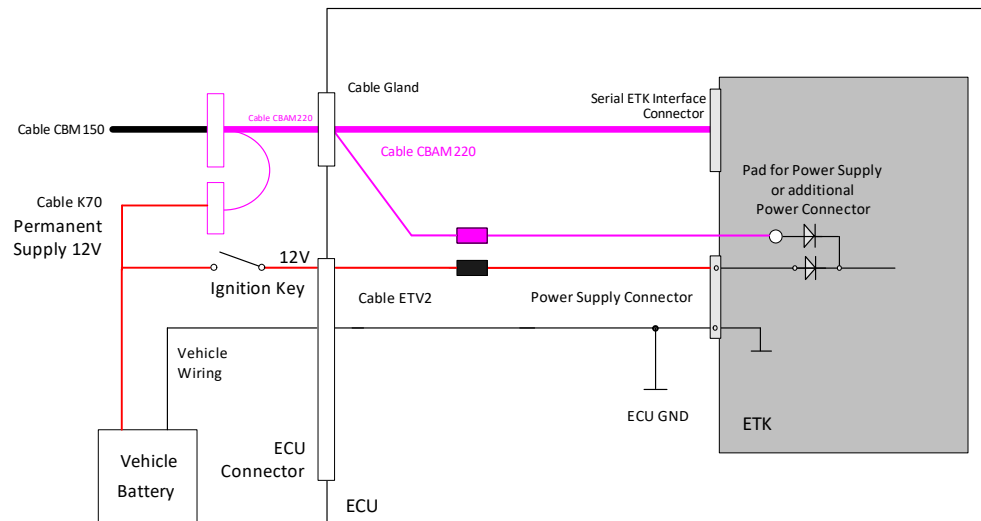 Cable Gland
Serial ETK Interface
Connector
Cable CBM150
Cable CBAM220
Cable CBAM220
Pad for Power Supply
or additional
Power Connector
Cable K70
Permanent
Supply 12V
12V
Ignition Key
Cable ETV2
Power Supply Connector
Vehicle
Wiring
ECU GND
ETK
ECU
Connector
Vehicle
Battery
ECU